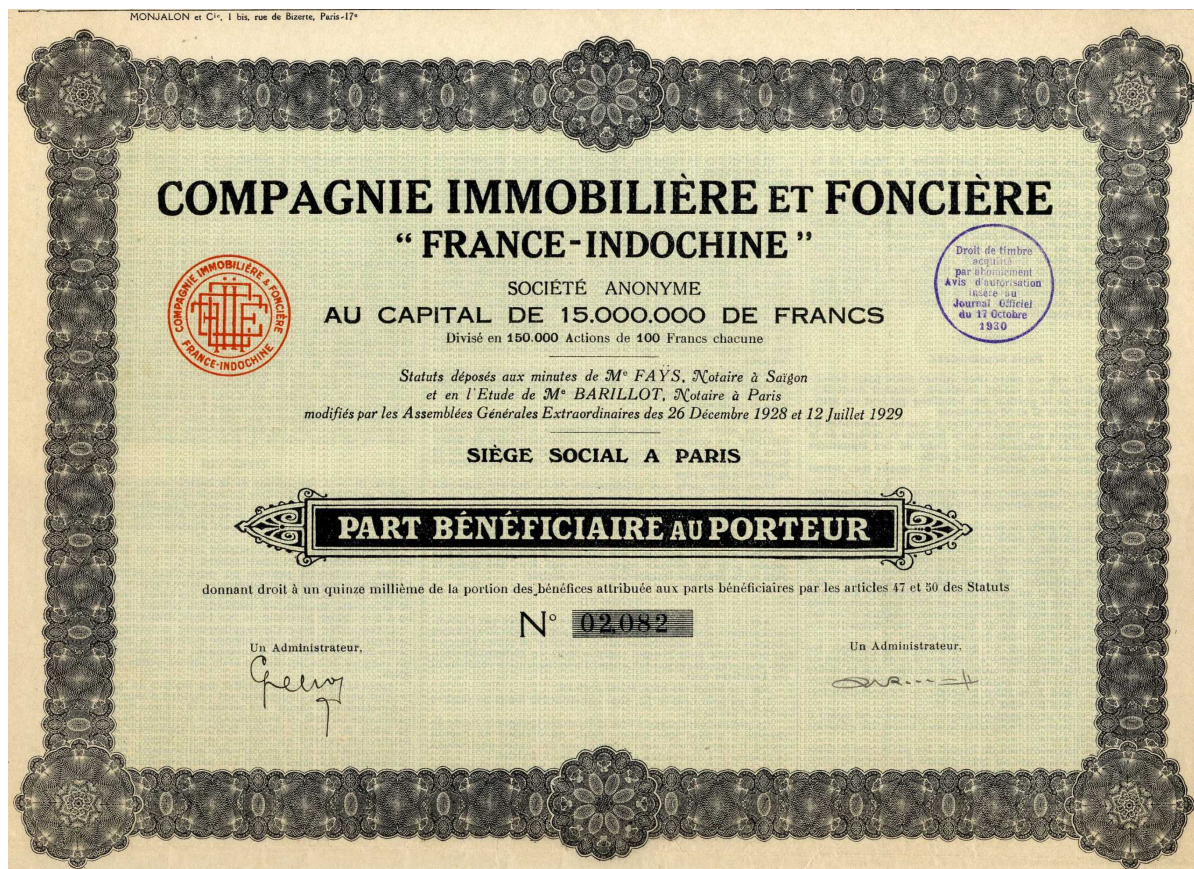 MONJALON et Cie, 1 bis, rue de Bizerte, Paris-17e
COMPAGNIE IMMOBILIÈRE ET FONCIÈRE
“ FRANCE-INDOCHINE ”
COMPAGNIE IMMOBILIÈRE & FONCIÈRE
FRANCE-INDOCHINE
Droit de timbre
acquitté
par abonnement
Avis d'autorisation
inséré au
Journal Officiel
du 17 Octobre
1930
SOCIÉTÉ ANONYME
AU CAPITAL DE 15.000.000 DE FRANCS
Divisé en 150.000 Actions de 100 Francs chacune
Statuts déposés aux minutes de Me FAŸS, Notaire à Saïgon
et en l'Etude de Me BARILLOT, Notaire à Paris
modifiés par les Assemblées Générales Extraordinaires des 26 Décembre 1928 et 12 Juillet 1929
SIÈGE SOCIAL A PARIS
PART BÉNÉFICIAIRE AU PORTEUR
donnant droit à un quinze millième de la portion des bénéfices attribuée aux parts bénéficiaires par les articles 47 et 50 des Statuts
No 02,082
Un Administrateur,
Un Administrateur,